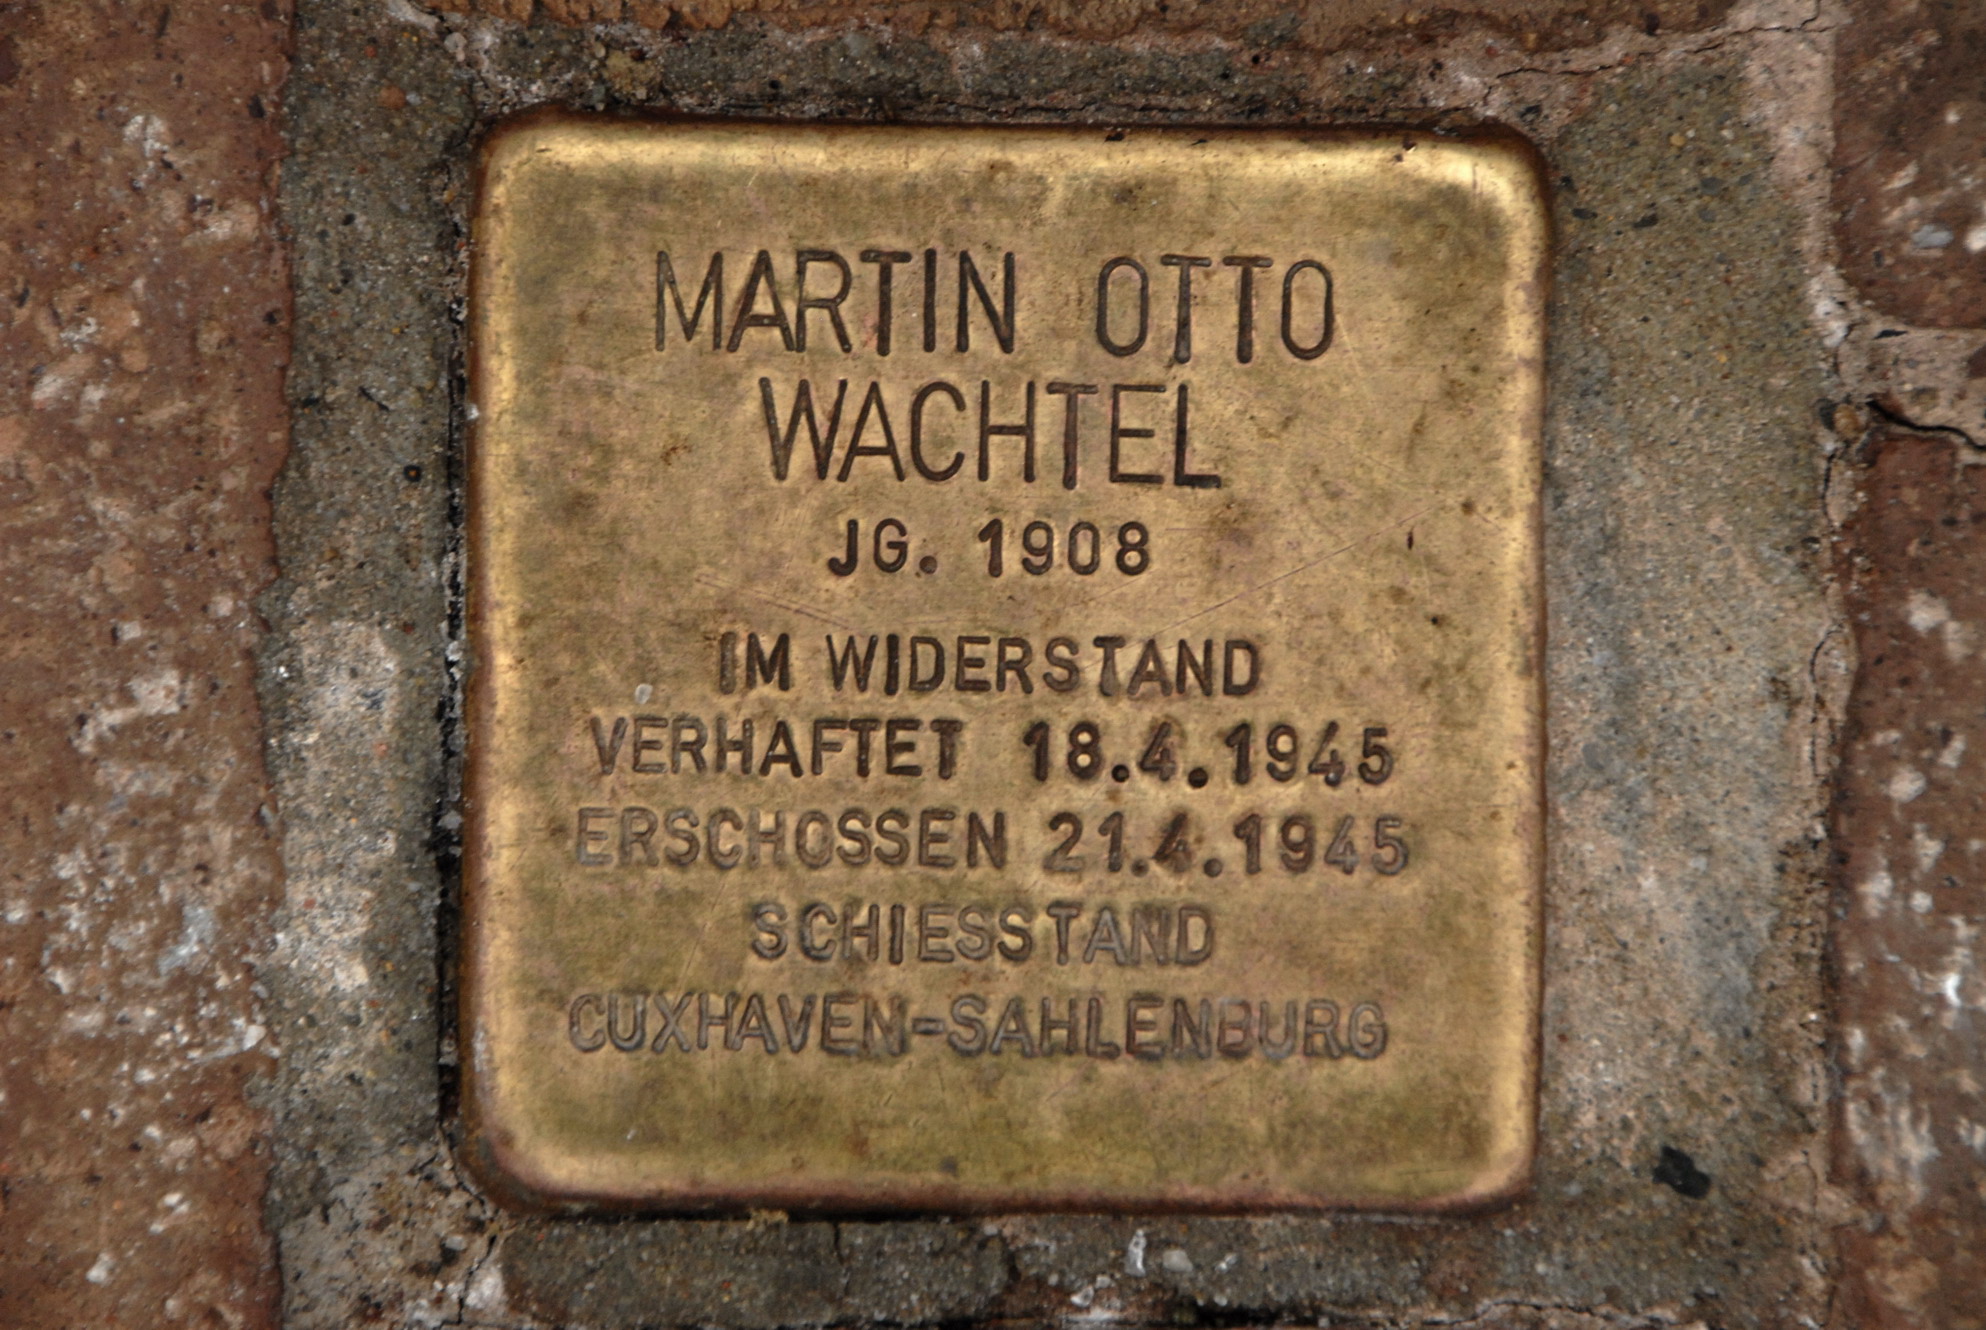 MARTIN OTTO
WACHTEL
JG. 1908
IM WIDERSTAND
VERHAFTET 18.4.1945
ERSCHOSSEN 21.4.1945
SCHIESSTAND
CUXHAVEN-SAHLENBURG